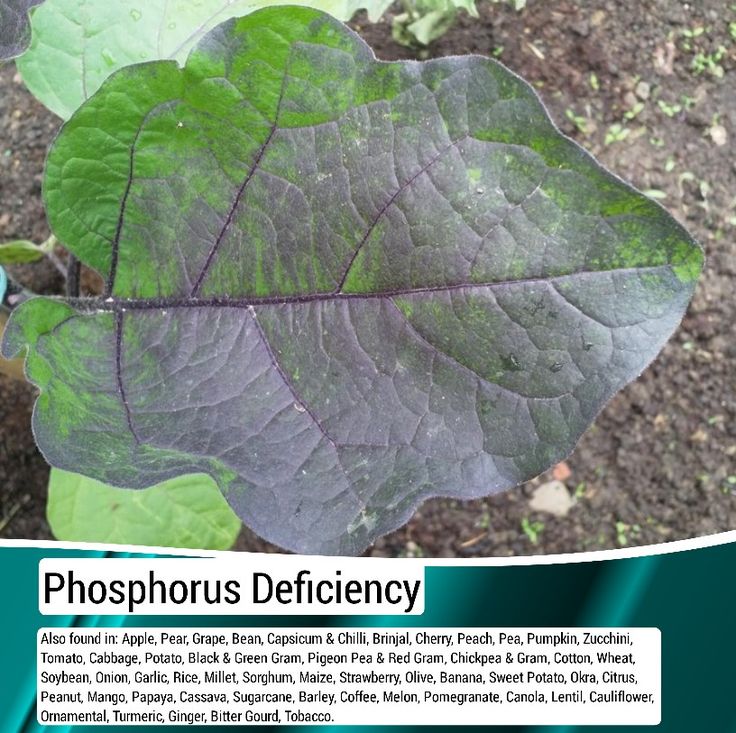 Phosphorus Deficiency
Also found in: Apple, Pear, Grape, Bean, Capsicum & Chilli, Brinjal, Cherry, Peach, Pea, Pumpkin, Zucchini,
Tomato, Cabbage, Potato, Black & Green Gram, Pigeon Pea & Red Gram, Chickpea & Gram, Cotton, Wheat,
Soybean, Onion, Garlic, Rice, Millet, Sorghum, Maize, Strawberry, Olive, Banana, Sweet Potato, Okra, Citrus,
Peanut, Mango, Papaya, Cassava, Sugarcane, Barley, Coffee, Melon, Pomegranate, Canola, Lentil, Cauliflower,
Ornamental, Turmeric, Ginger, Bitter Gourd, Tobacco.